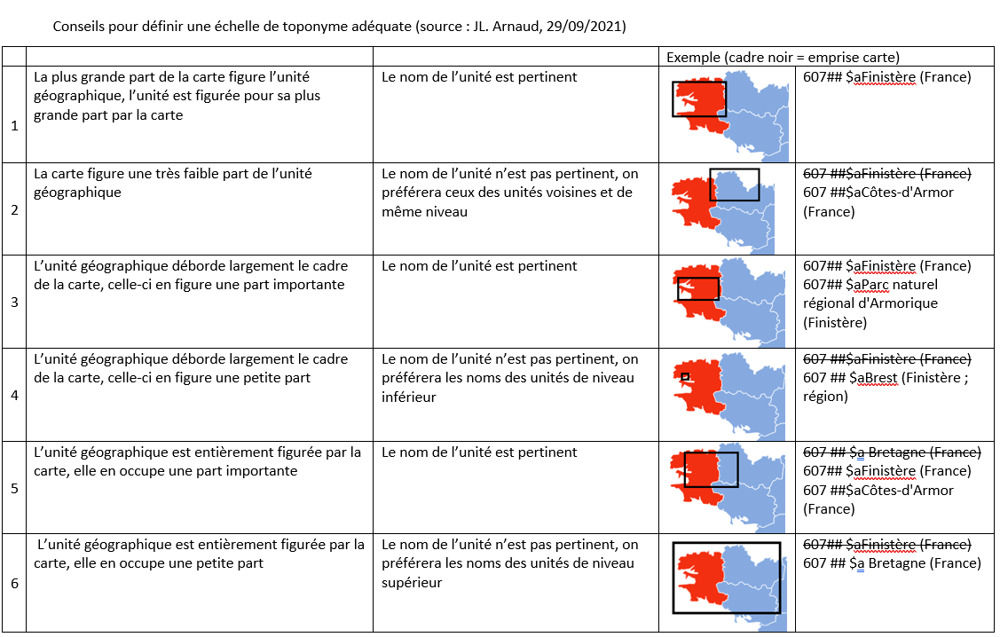 Conseils pour définir une échelle de toponyme adéquate (source : JL. Arnaud, 29/09/2021)
Exemple (cadre noir = emprise carte)
1
La plus grande part de la carte figure l’unité
géographique, l’unité est figurée pour sa plus
grande part par la carte
Le nom de l’unité est pertinent
607## $aFinistère (France)
2
La carte figure une très faible part de l’unité
géographique
Le nom de l’unité n’est pas pertinent, on
préférera ceux des unités voisines et de
même niveau
607 ##$aFinistère (France)
607 ##$aCôtes-d'Armor
(France)
3
L’unité géographique déborde largement le cadre
de la carte, celle-ci en figure une part importante
Le nom de l’unité est pertinent
607## $aFinistère (France)
607## $aParc naturel
régional d'Armorique
(Finistère)
4
L’unité géographique déborde largement le cadre
de la carte, celle-ci en figure une petite part
Le nom de l’unité n’est pas pertinent, on
préférera les noms des unités de niveau
inférieur
607 ##$aFinistère (France)
607 ## $aBrest (Finistère ;
région)
5
L’unité géographique est entièrement figurée par la
carte, elle en occupe une part importante
Le nom de l’unité est pertinent
607 ## $a Bretagne (France)
607## $aFinistère (France)
607 ##$aCôtes-d'Armor
(France)
6
L’unité géographique est entièrement figurée par la
carte, elle en occupe une petite part
Le nom de l’unité n’est pas pertinent, on
préférera les noms des unités de niveau
supérieur
607## $aFinistère (France)
607 ## $a Bretagne (France)